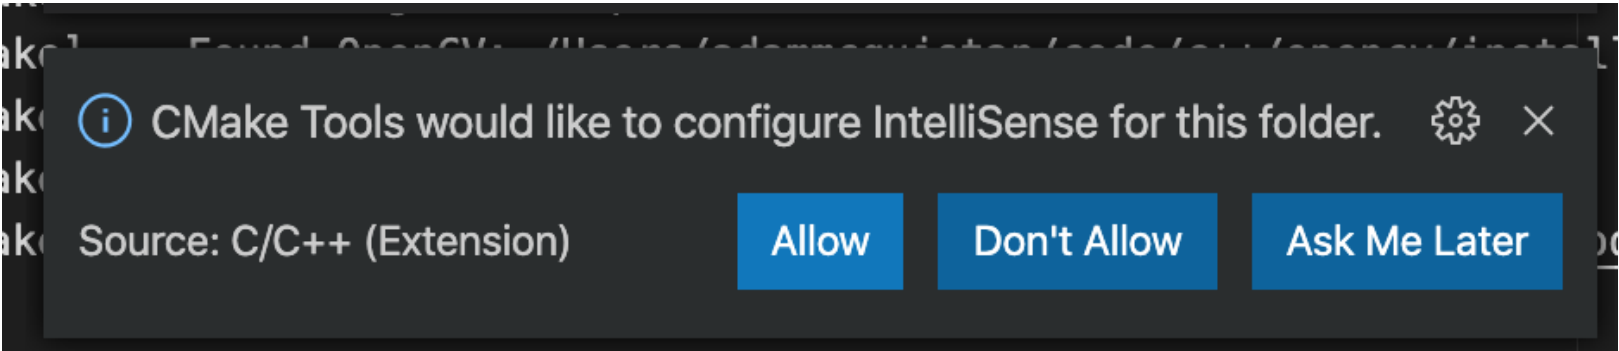 CMake Tools would like to configure IntelliSense for this folder.
Source: C/C++ (Extension)
Allow
Don't Allow
Ask Me Later